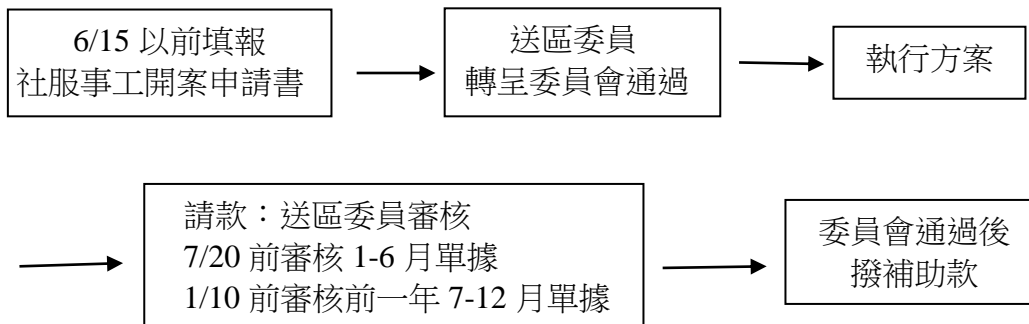 6/15 以前填報
社服事工開案申請書
送區委員
轉呈委員會通過
執行方案
請款：送區委員審核
7/20 前審核 1-6 月單據
1/10 前審核前一年 7-12 月單據
委員會通過後
撥補助款